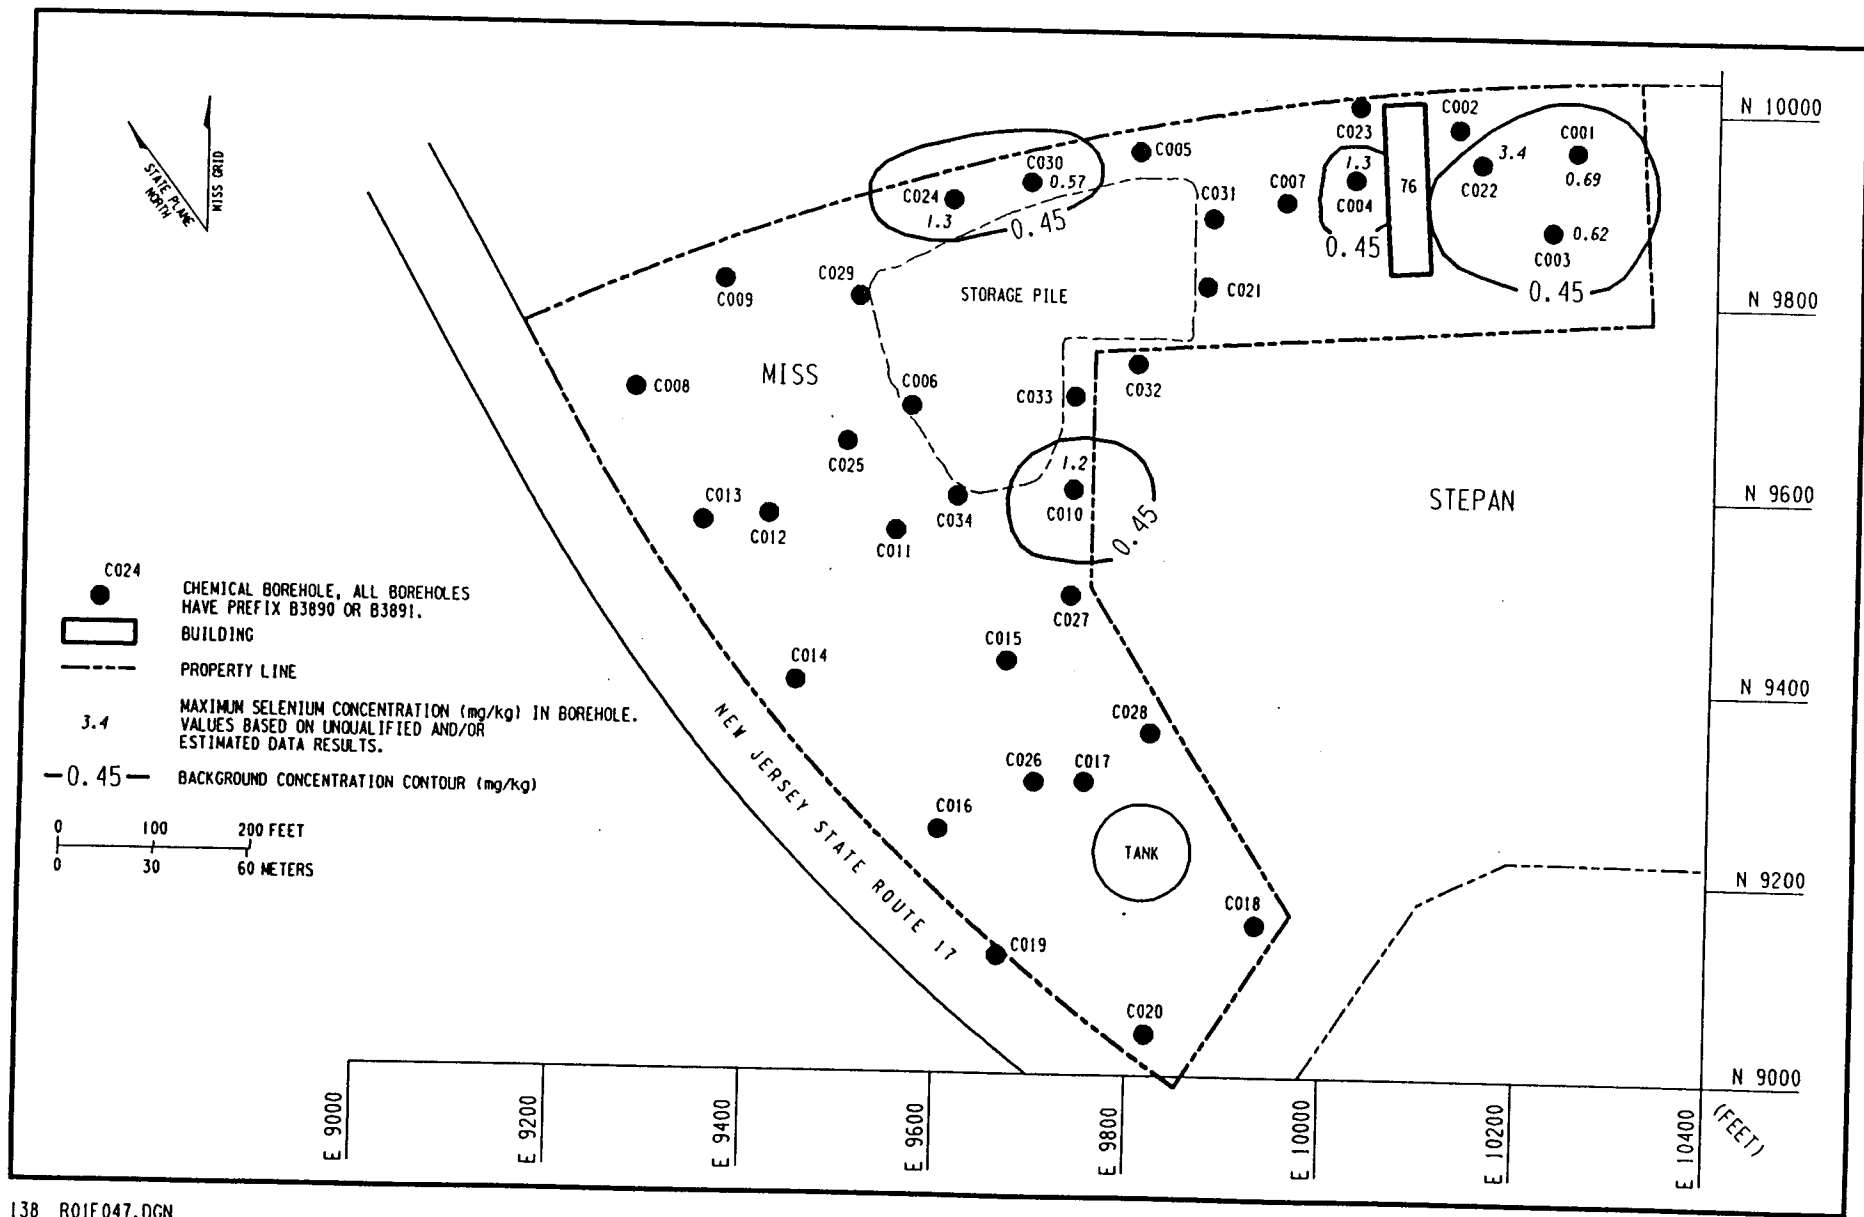 N 10000
C002
C023
C001
C005
3.4
C030
1.3
STATE PLANE
NORTH
MISS GRID
0.57
C022
0.69
C024
C031
C007
C004
76
1.3
0.45
0.45
0.62
C003
C029
C009
STORAGE PILE
C021
0.45
N 9800
MISS
C008
C006
C033
C032
C025
1.2
STEPAN
N 9600
C013
C012
C034
C010
0.45
C011
C024
CHEMICAL BOREHOLE, ALL BOREHOLES
HAVE PREFIX B3890 OR B3891.
BUILDING
C027
C015
C014
PROPERTY LINE
N 9400
3.4
MAXIMUM SELENIUM CONCENTRATION (mg/kg) IN BOREHOLE.
VALUES BASED ON UNQUALIFIED AND/OR
ESTIMATED DATA RESULTS.
C028
C026
C017
0.45
BACKGROUND CONCENTRATION CONTOUR (mg/kg)
C016
0 100 200 FEET
0 30 60 METERS
NEW JERSEY STATE ROUTE 17
TANK
N 9200
C018
C019
C020
N 9000
E 9000
E 9200
E 9400
E 9600
E 9800
E 10000
E 10200
E 10400
(FEET)
138 R01F047.DGN